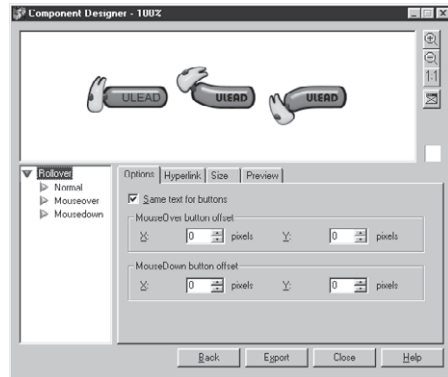 Component Designer - 100%
1:1
ULEAD ULEAD ULEAD
Rollover
Normal
Mouseover
Mousedown
Options Hyperlink Size Preview
Same text for buttons
MouseOver button offset
X: 0 pixels Y: 0 pixels
MouseDown button offset
X: 0 pixels Y: 0 pixels
Back Export Close Help